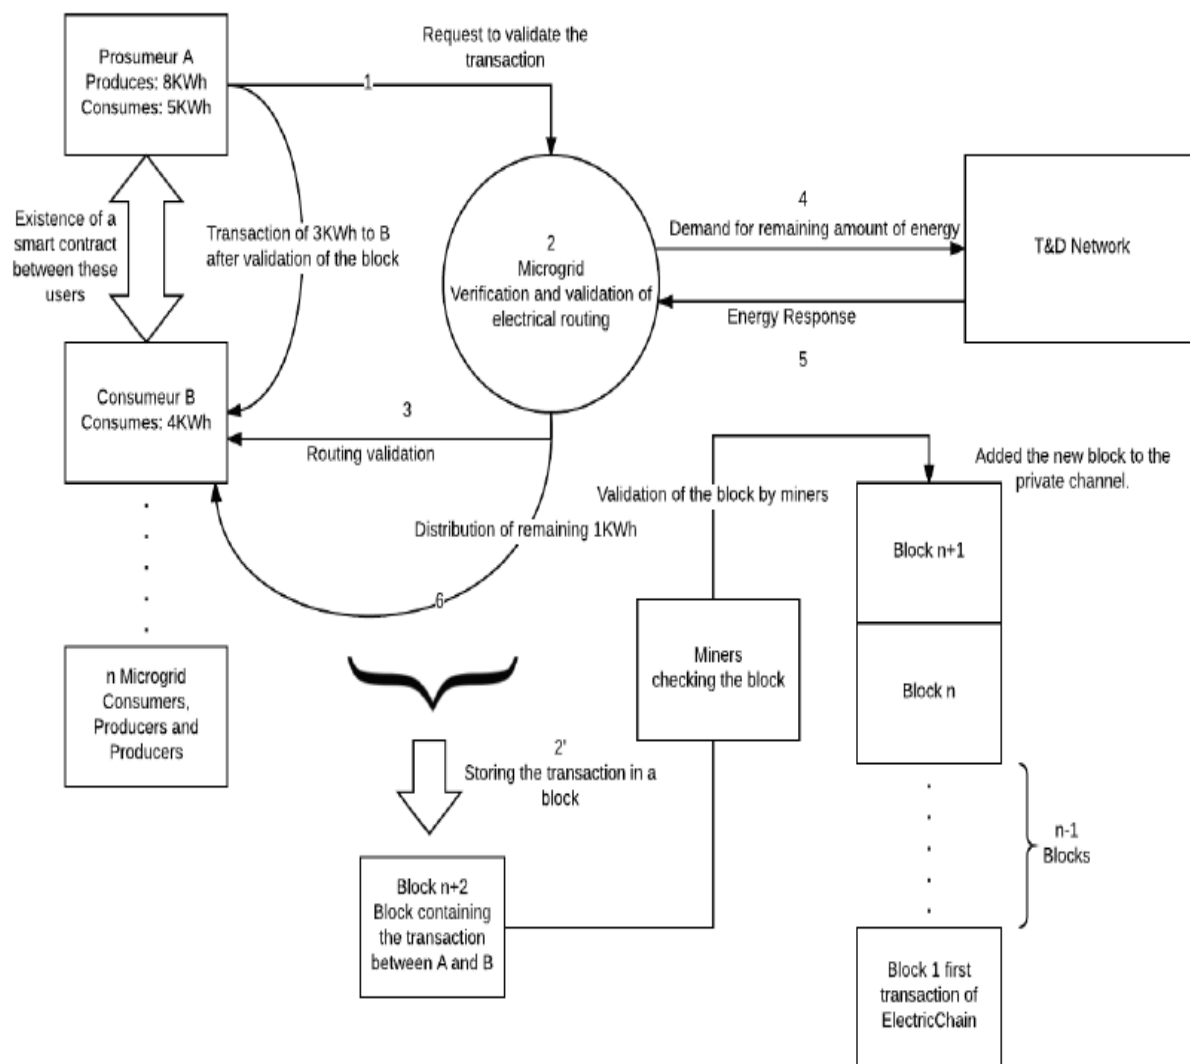 Prosumeur A
Produces: 8KWh
Consumes: 5KWh
Request to validate the
transaction
1
Existence of a
smart contract
between these
users
Transaction of 3KWh to B
after validation of the block
2
Microgrid
Verification and validation of
electrical routing
4
Demand for remaining amount of energy
T&D Network
Energy Response
5
Consumeur B
Consumes: 4KWh
3
Routing validation
Distribution of remaining 1KWh
6
n Microgrid
Consumers,
Producers and
Producers
2'
Storing the transaction in a
block
Block n+2
Block containing
the transaction
between A and B
Miners
checking the block
Validation of the block by miners
Added the new block to the
private channel.
Block n+1
Block n
n-1
Blocks
Block 1 first
transaction of
ElectricChain